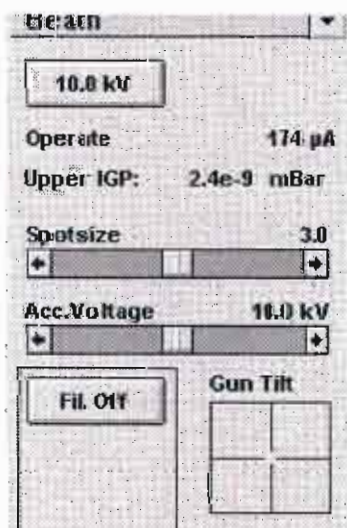 Beam
10.0 kV
Operate 174 µA
Upper IGP: 2.4e-9 mBar
Spotsize 3.0
Acc.Voltage 10.0 kV
Fil. Off Gun Tilt